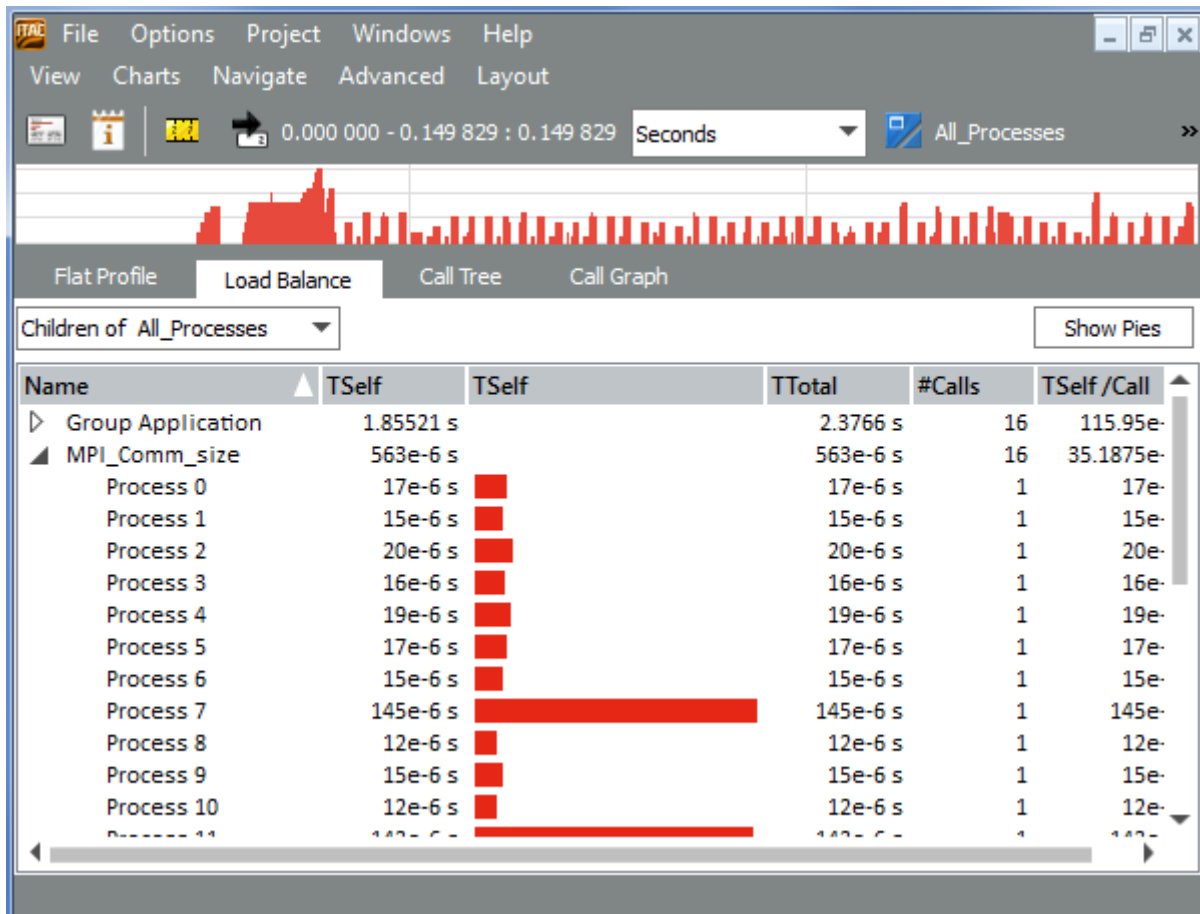 ITAC File Options Project Windows Help
View Charts Navigate Advanced Layout
0.000 000 - 0.149 829 : 0.149 829 Seconds All_Processes »
Flat Profile Load Balance Call Tree Call Graph
Children of All_Processes Show Pies
Name TSelf TSelf TTotal #Calls TSelf /Call
Group Application 1.85521 s 2.3766 s 16 115.95e-
MPI_Comm_size 563e-6 s 563e-6 s 16 35.1875e-
Process 0 17e-6 s 17e-6 s 1 17e-
Process 1 15e-6 s 15e-6 s 1 15e-
Process 2 20e-6 s 20e-6 s 1 20e-
Process 3 16e-6 s 16e-6 s 1 16e-
Process 4 19e-6 s 19e-6 s 1 19e-
Process 5 17e-6 s 17e-6 s 1 17e-
Process 6 15e-6 s 15e-6 s 1 15e-
Process 7 145e-6 s 145e-6 s 1 145e-
Process 8 12e-6 s 12e-6 s 1 12e-
Process 9 15e-6 s 15e-6 s 1 15e-
Process 10 12e-6 s 12e-6 s 1 12e-
Process 11